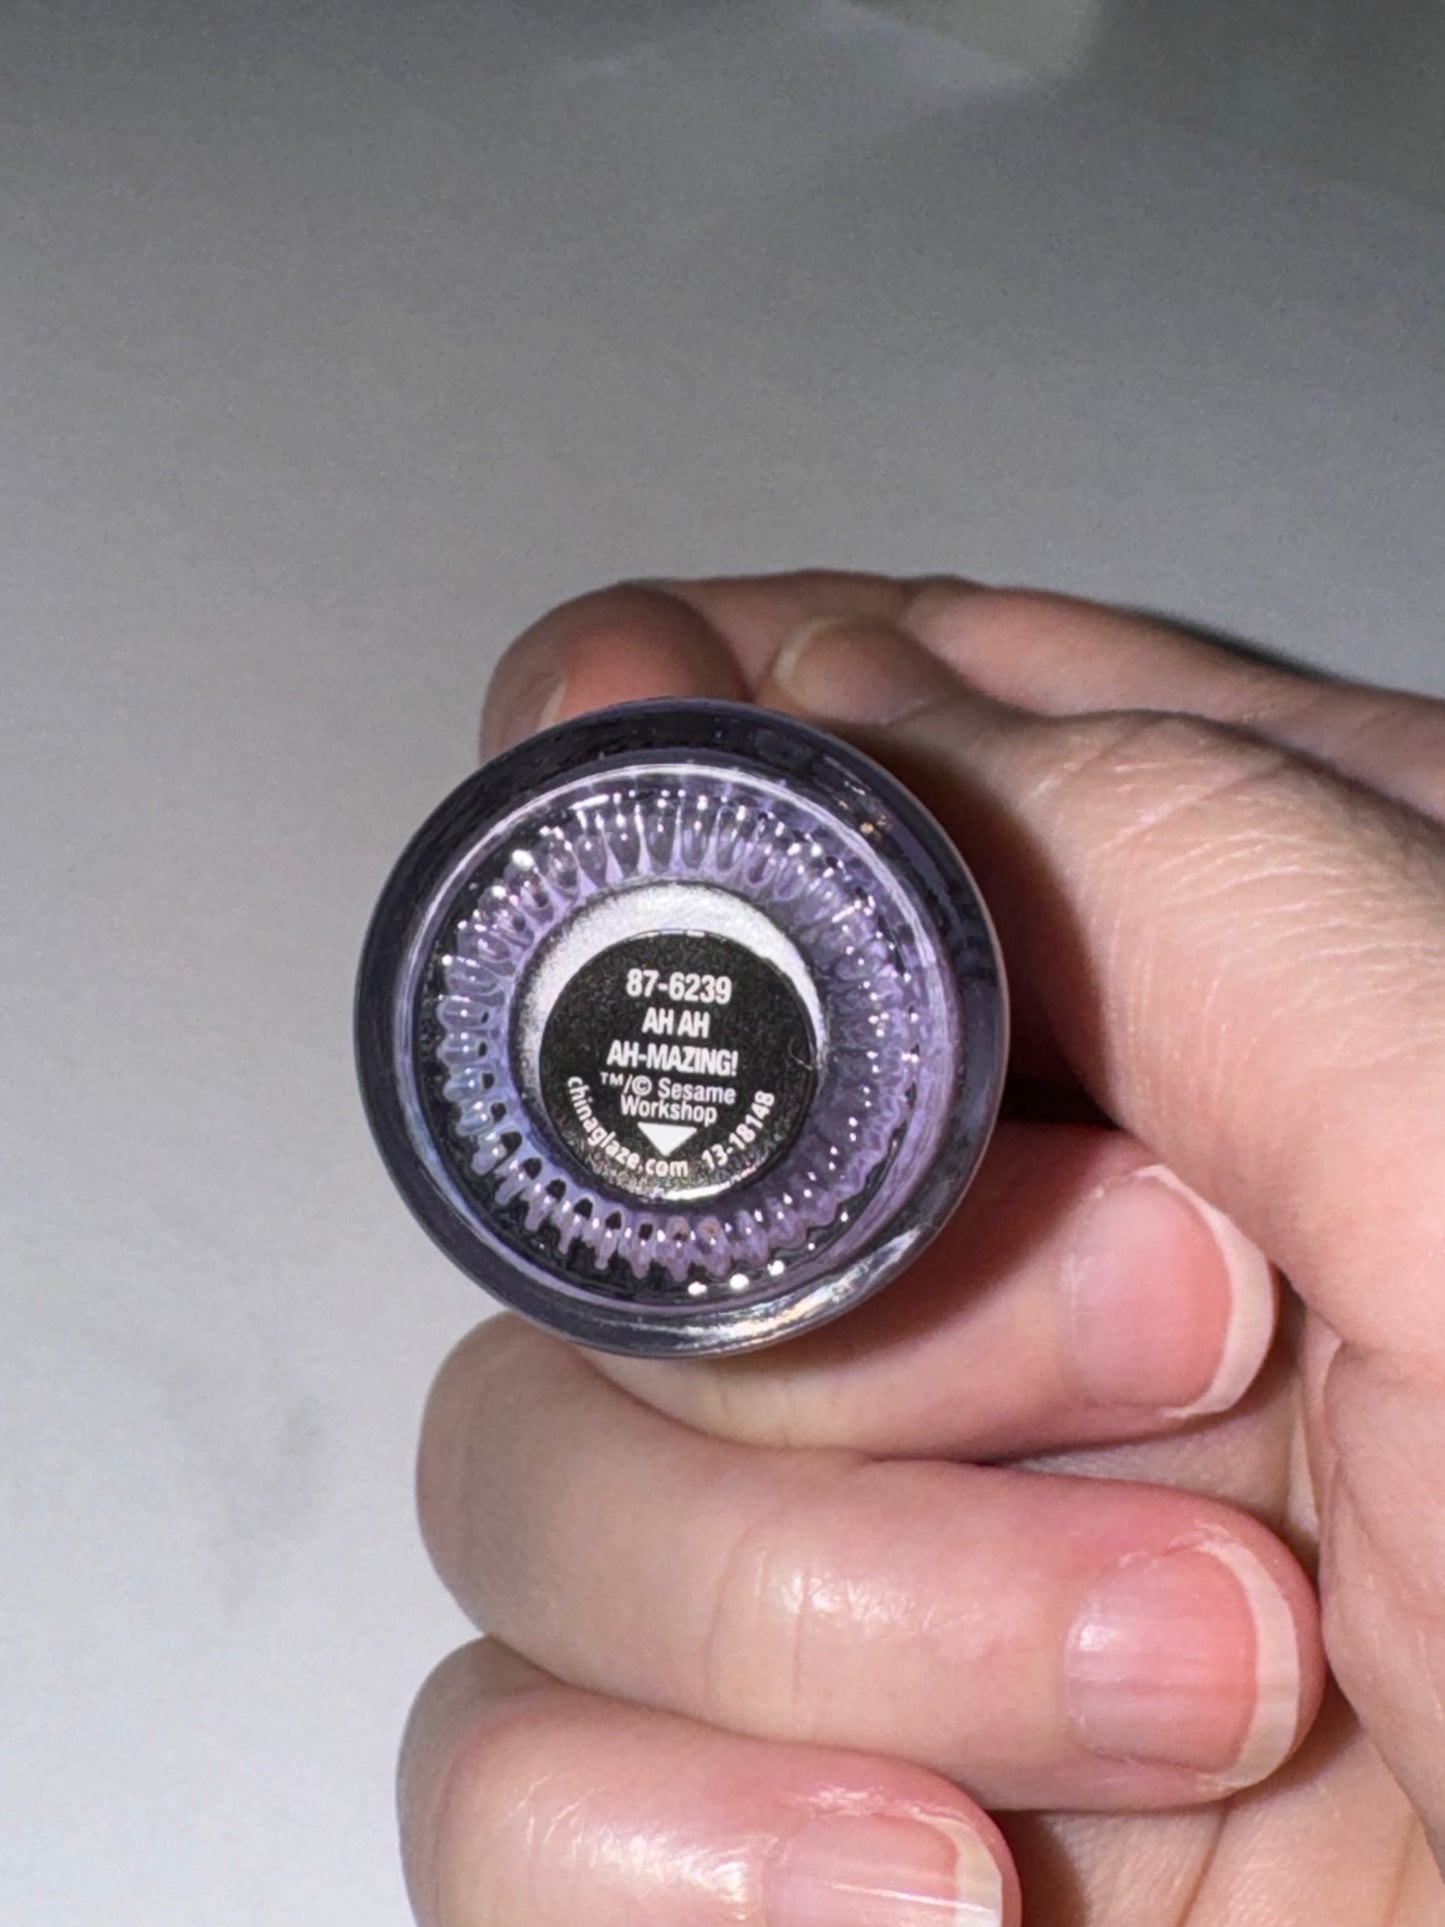 87-6239
AH AH
AH-MAZING!
™/© Sesame
Workshop
chinaglaze.com 13-18148